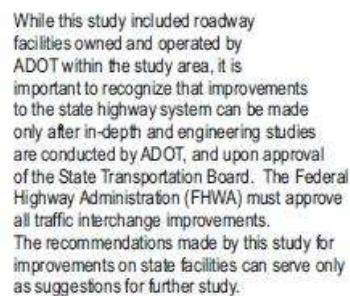 While this study included roadway
facilities owned and operated by
ADOT within the study area, it is
important to recognize that improvements
to the state highway system can be made
only after in-depth and engineering studies
are conducted by ADOT, and upon approval
of the State Transportation Board.  The Federal
Highway Administration (FHWA) must approve
all traffic interchange improvements.
The recommendations made by this study for
improvements on state facilities can serve only
as suggestions for further study.